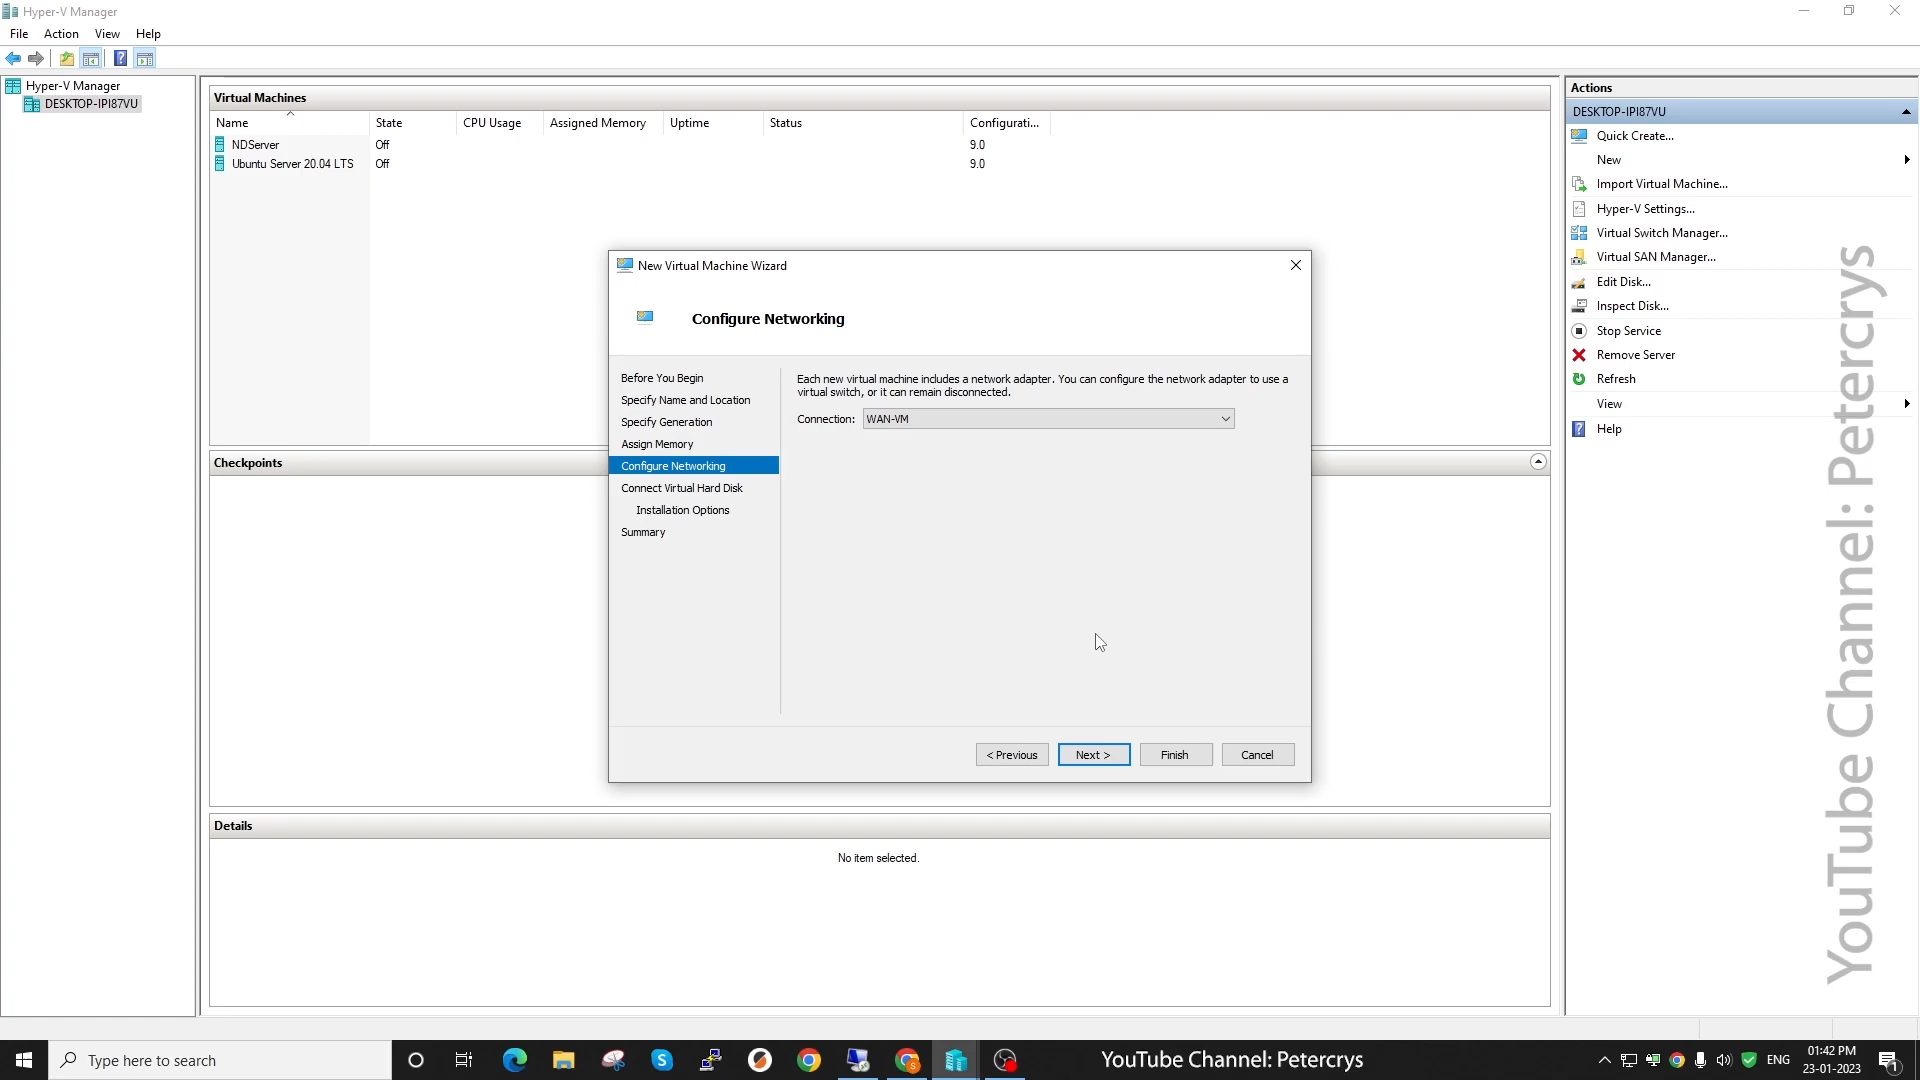 Hyper-V Manager
File Action View Help
Hyper-V Manager
DESKTOP-IPI87VU
Virtual Machines
Name State CPU Usage Assigned Memory Uptime Status Configurati...
NDServer Off 9.0
Ubuntu Server 20.04 LTS Off 9.0
New Virtual Machine Wizard
Configure Networking
Before You Begin
Specify Name and Location
Specify Generation
Assign Memory
Configure Networking
Connect Virtual Hard Disk
Installation Options
Summary
Each new virtual machine includes a network adapter. You can configure the network adapter to use a
virtual switch, or it can remain disconnected.
Connection: WAN-VM
< Previous Next > Finish Cancel
Checkpoints
Details
No item selected.
Actions
DESKTOP-IPI87VU
Quick Create...
New
Import Virtual Machine...
Hyper-V Settings...
Virtual Switch Manager...
Virtual SAN Manager...
Edit Disk...
Inspect Disk...
Stop Service
Remove Server
Refresh
View
Help
YouTube Channel: Petercrys
Type here to search
YouTube Channel: Petercrys
ENG
01:42 PM
23-01-2023
1